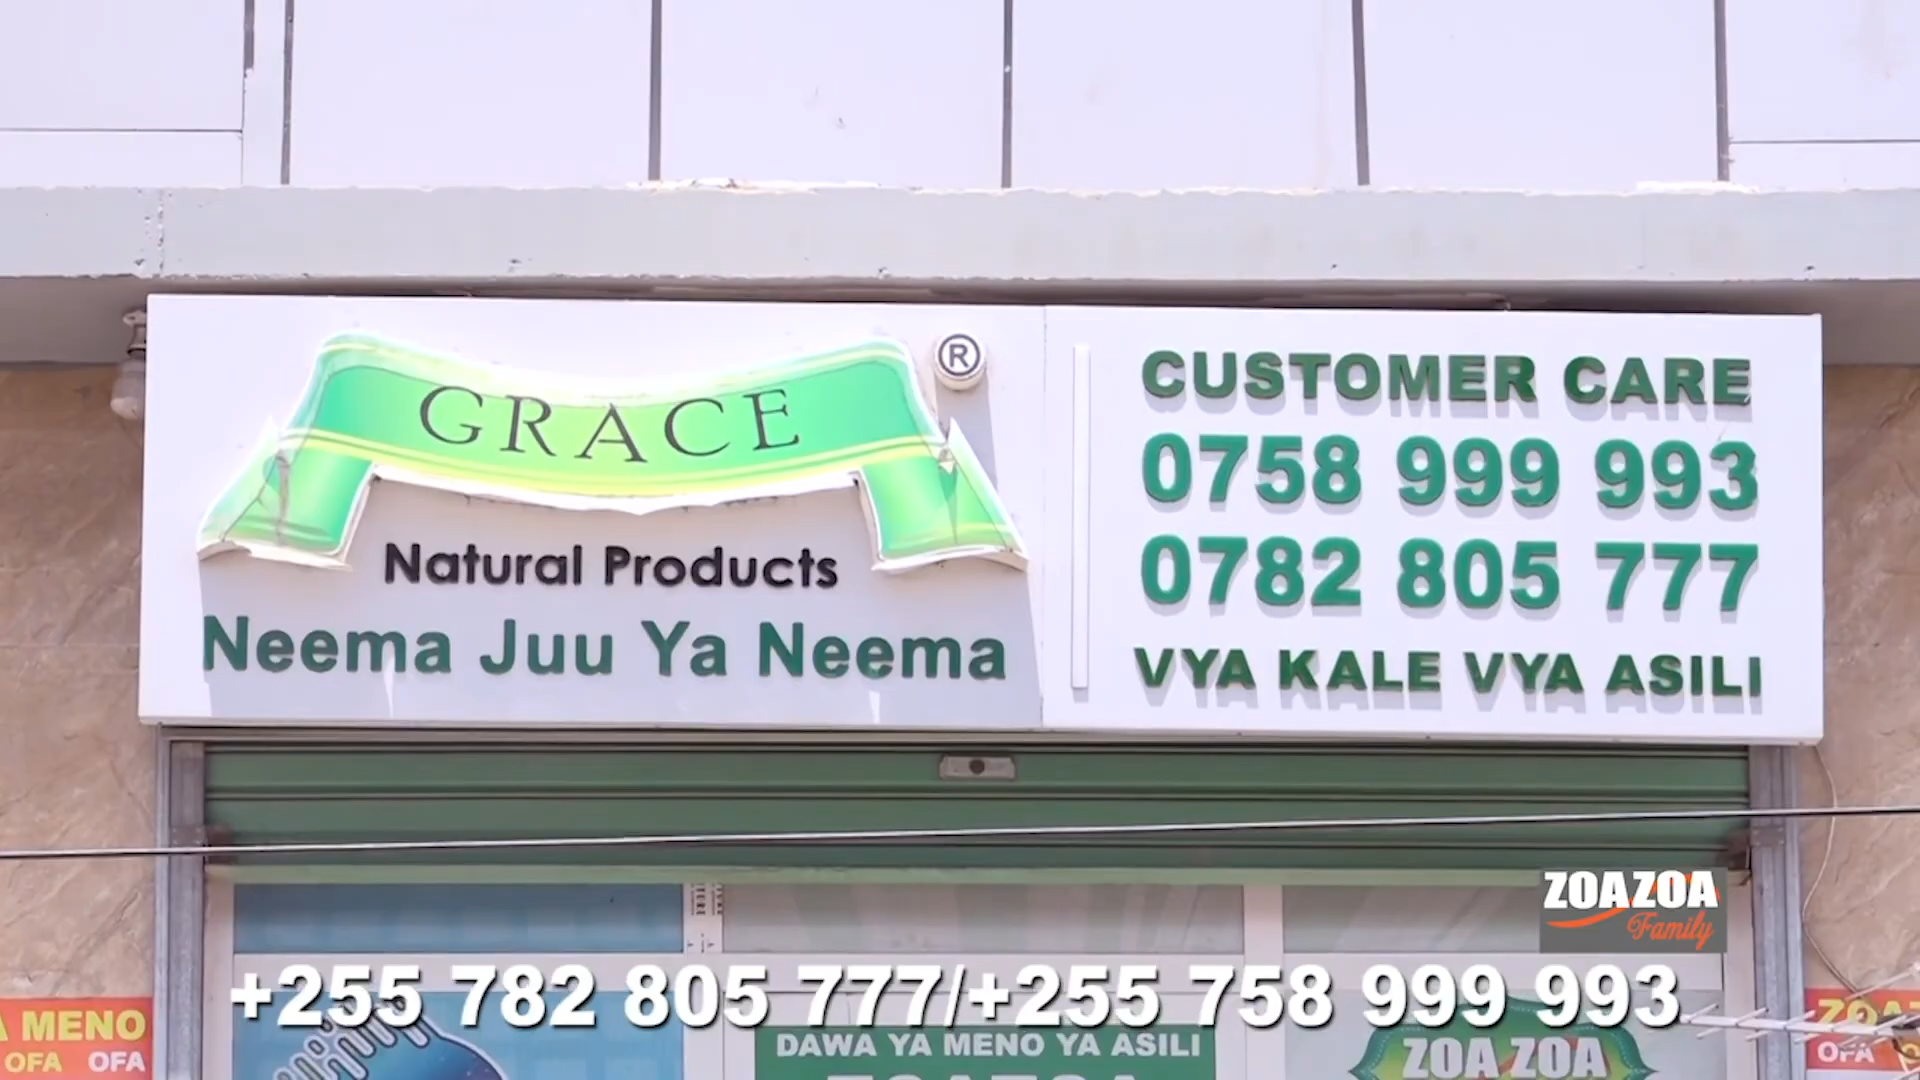 GRACE
®
Natural Products
Neema Juu Ya Neema
CUSTOMER CARE
0758 999 993
0782 805 777
VYA KALE VYA ASILI
ZOAZOA
Family
+255 782 805 777/+255 758 999 993
A MENO
OFA OFA
DAWA YA MENO YA ASILI
ZOAZOA
ZOA ZOA
ZOA
OFA